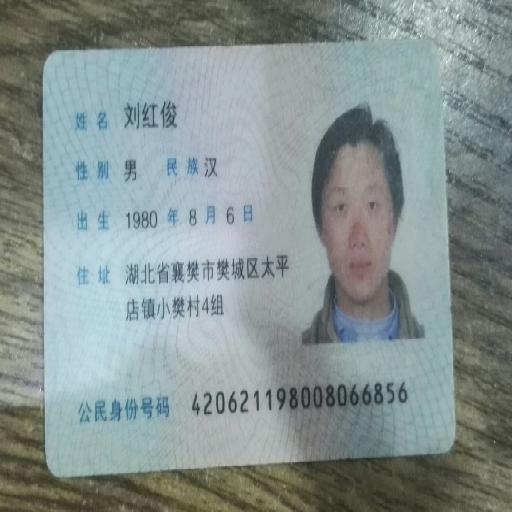 姓名 刘红俊
性别 男 民族 汉
出生 1980 年 8 月 6 日
住址 湖北省襄樊市樊城区太平
店镇小樊村4组
公民身份号码 420621198008066856